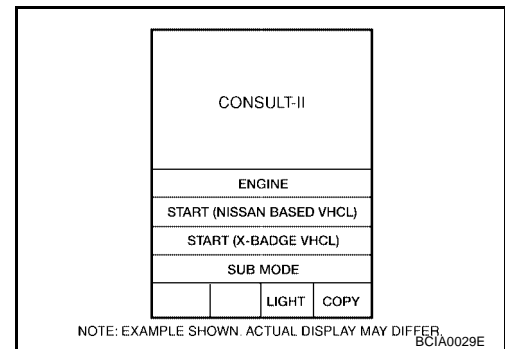 CONSULT-II
ENGINE
START (NISSAN BASED VHCL)
START (X-BADGE VHCL)
SUB MODE
LIGHT COPY
NOTE: EXAMPLE SHOWN. ACTUAL DISPLAY MAY DIFFER.
BCIA0029E